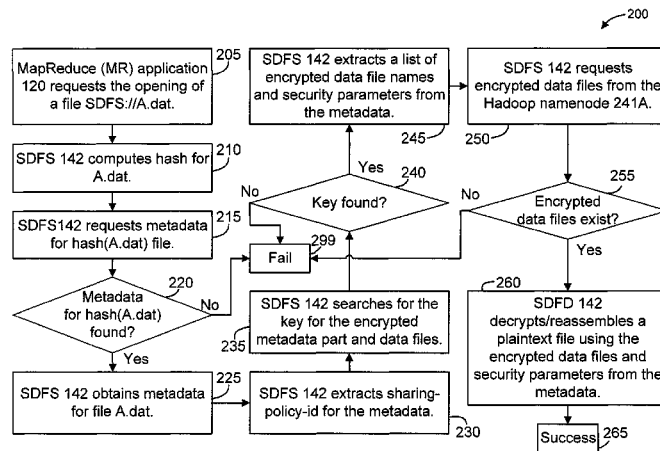 200
MapReduce (MR) application
120 requests the opening of
a file SDFS://A.dat.
205
SDFS 142 computes hash for
A.dat.
210
SDFS142 requests metadata
for hash(A.dat) file.
215
Metadata
for hash(A.dat)
found?
220
No
Yes
SDFS 142 obtains metadata
for file A.dat.
225
SDFS 142 extracts sharing-
policy-id for the metadata.
230
SDFS 142 searches for the
key for the encrypted
metadata part and data files.
235
Key found?
240
No
Yes
Fail
299
SDFS 142 extracts a list of
encrypted data file names
and security parameters from
the metadata.
245
SDFS 142 requests
encrypted data files from the
Hadoop namenode 241A.
250
Encrypted
data files exist?
255
No
Yes
260
SDFD 142
decrypts/reassembles a
plaintext file using the
encrypted data files and
security parameters from the
metadata.
Success
265